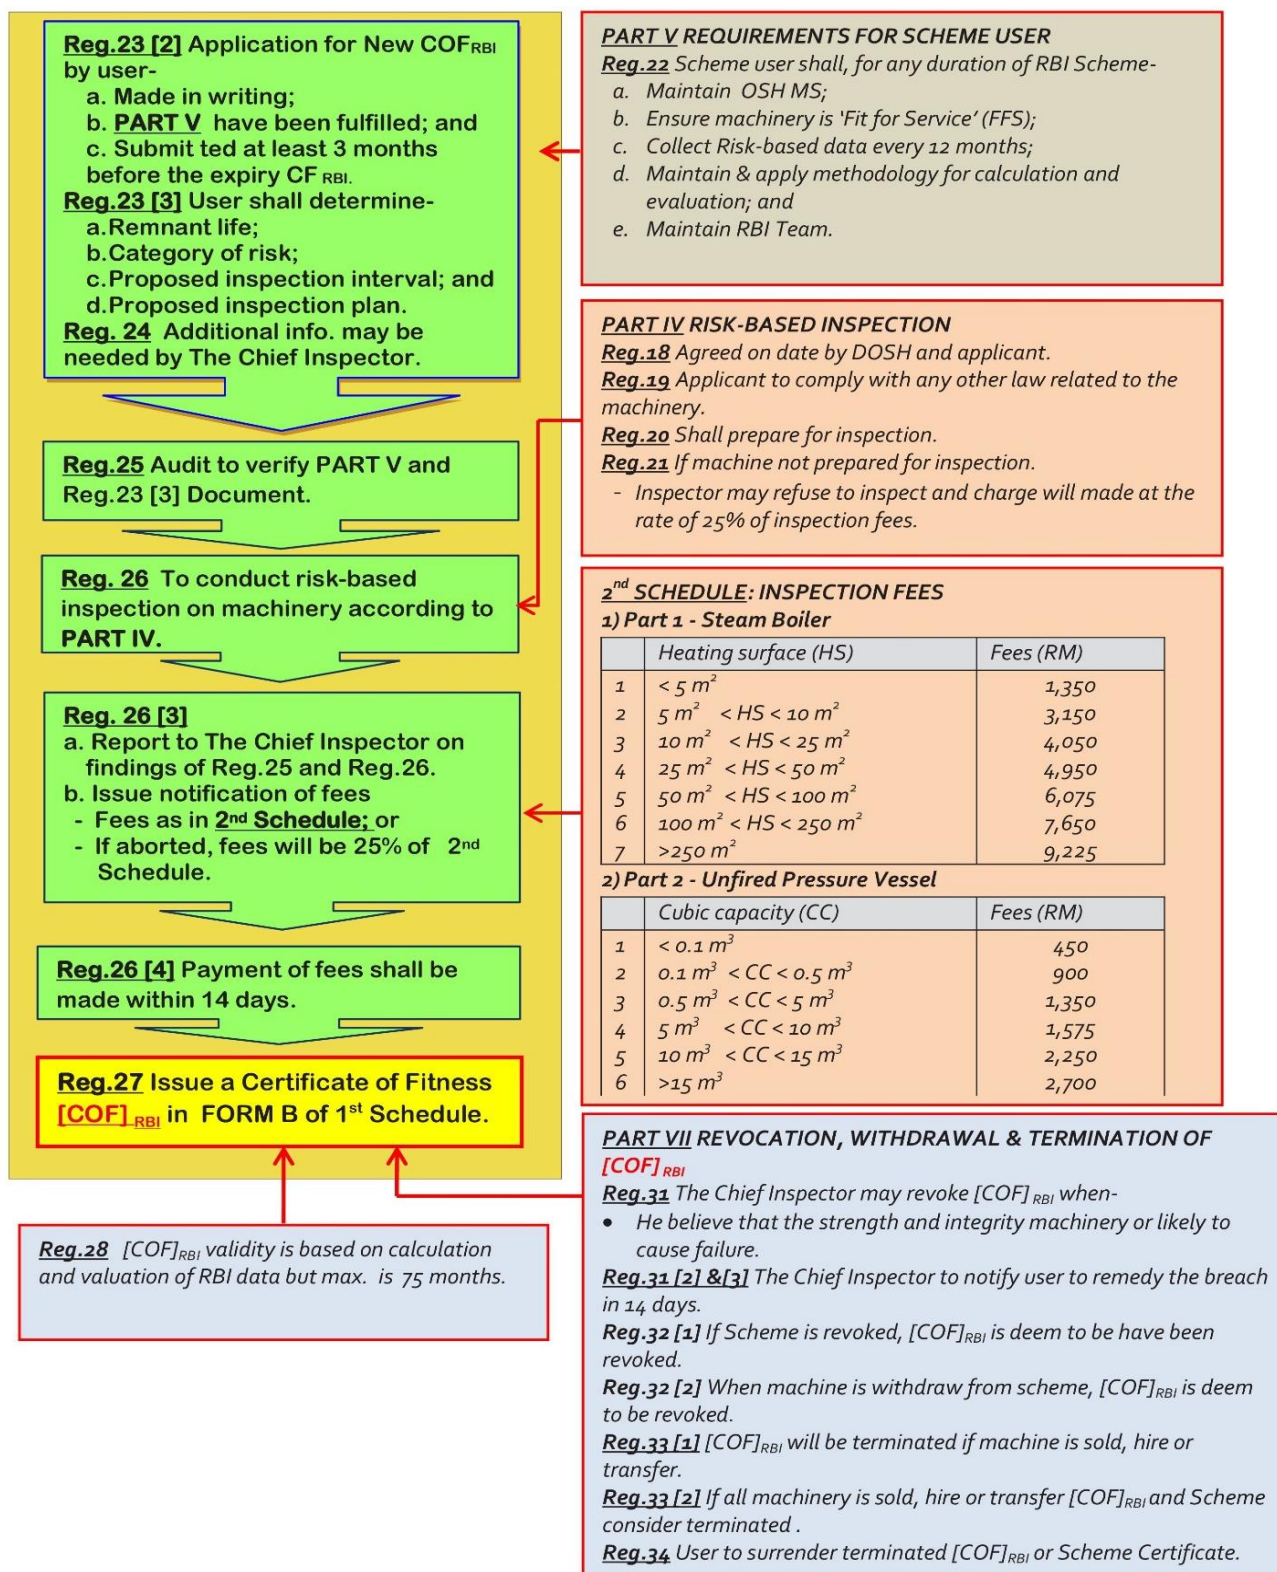 Reg.23 [2] Application for New COFRBI
by user-
a. Made in writing;
b. PART V have been fulfilled; and
c. Submit ted at least 3 months
before the expiry CF RBI.
Reg.23 [3] User shall determine-
a.Remnant life;
b.Category of risk;
c.Proposed inspection interval; and
d.Proposed inspection plan.
Reg. 24 Additional info. may be
needed by The Chief Inspector.
Reg.25 Audit to verify PART V and
Reg.23 [3] Document.
Reg. 26 To conduct risk-based
inspection on machinery according to
PART IV.
Reg. 26 [3]
a. Report to The Chief Inspector on
findings of Reg.25 and Reg.26.
b. Issue notification of fees
- Fees as in 2nd Schedule; or
- If aborted, fees will be 25% of 2nd
Schedule.
Reg.26 [4] Payment of fees shall be
made within 14 days.
Reg.27 Issue a Certificate of Fitness
[COF] RBI in FORM B of 1st Schedule.
Reg.28 [COF]RBI validity is based on calculation
and valuation of RBI data but max. is 75 months.
PART V REQUIREMENTS FOR SCHEME USER
Reg.22 Scheme user shall, for any duration of RBI Scheme-
a. Maintain OSH MS;
b. Ensure machinery is 'Fit for Service' (FFS);
c. Collect Risk-based data every 12 months;
d. Maintain & apply methodology for calculation and
evaluation; and
e. Maintain RBI Team.
PART IV RISK-BASED INSPECTION
Reg.18 Agreed on date by DOSH and applicant.
Reg.19 Applicant to comply with any other law related to the
machinery.
Reg.20 Shall prepare for inspection.
Reg.21 If machine not prepared for inspection.
- Inspector may refuse to inspect and charge will made at the
rate of 25% of inspection fees.
2nd SCHEDULE: INSPECTION FEES
1) Part 1 - Steam Boiler
Heating surface (HS) Fees (RM)
1 < 5 m² 1,350
2 5 m² < HS < 10 m² 3,150
3 10 m² < HS < 25 m² 4,050
4 25 m² < HS < 50 m² 4,950
5 50 m² < HS < 100 m² 6,075
6 100 m² < HS < 250 m² 7,650
7 >250 m² 9,225
2) Part 2 - Unfired Pressure Vessel
Cubic capacity (CC) Fees (RM)
1 < 0.1 m³ 450
2 0.1 m³ < CC < 0.5 m³ 900
3 0.5 m³ < CC < 5 m³ 1,350
4 5 m³ < CC < 10 m³ 1,575
5 10 m³ < CC < 15 m³ 2,250
6 >15 m³ 2,700
PART VII REVOCATION, WITHDRAWAL & TERMINATION OF
[COF] RBI
Reg.31 The Chief Inspector may revoke [COF] RBI when-
• He believe that the strength and integrity machinery or likely to
cause failure.
Reg.31 [2] &[3] The Chief Inspector to notify user to remedy the breach
in 14 days.
Reg.32 [1] If Scheme is revoked, [COF]RBI is deem to be have been
revoked.
Reg.32 [2] When machine is withdraw from scheme, [COF]RBI is deem
to be revoked.
Reg.33 [1] [COF]RBI will be terminated if machine is sold, hire or
transfer.
Reg.33 [2] If all machinery is sold, hire or transfer [COF]RBI and Scheme
consider terminated .
Reg.34 User to surrender terminated [COF]RBI or Scheme Certificate.